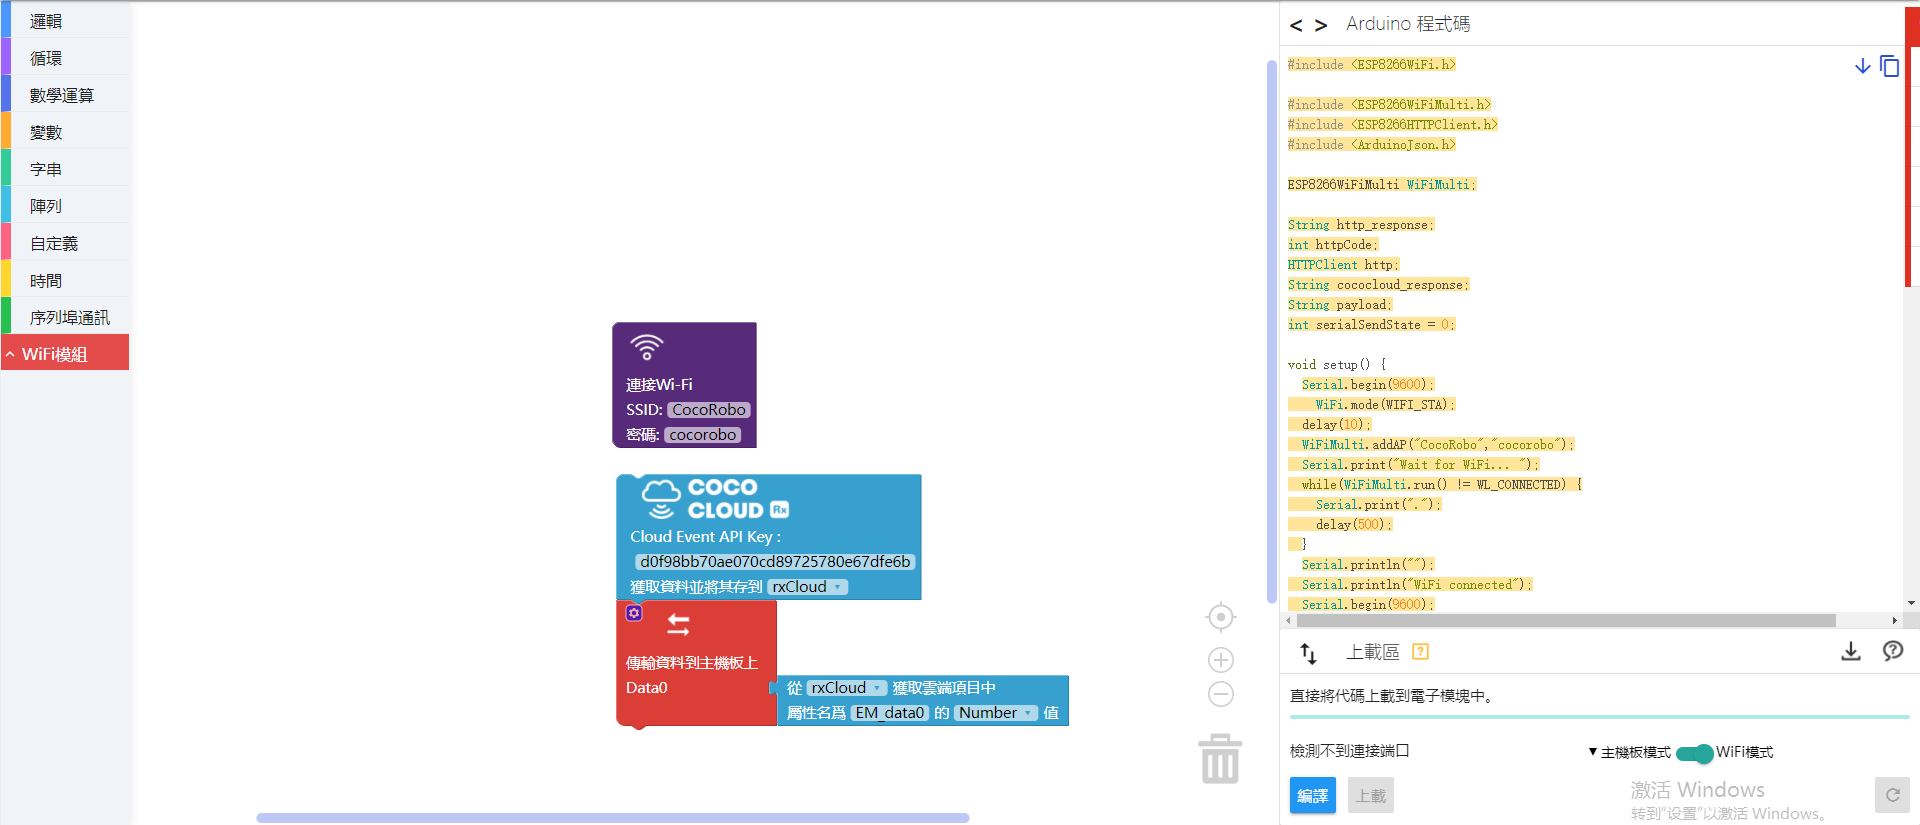 邏輯
循環
數學運算
變數
字串
陣列
自定義
時間
序列埠通訊
WiFi模組
連接Wi-Fi
SSID: CocoRobo
密碼: cocorobo
COCO
CLOUD Rx
Cloud Event API Key :
d0f98bb70ae070cd89725780e67dfe6b
獲取資料並將其存到 rxCloud
傳輸資料到主機板上
Data0
從 rxCloud 獲取雲端項目中
屬性名爲 EM_data0 的 Number 值
< > Arduino 程式碼
#include <ESP8266WiFi.h>
#include <ESP8266WiFiMulti.h>
#include <ESP8266HTTPClient.h>
#include <ArduinoJson.h>
ESP8266WiFiMulti WiFiMulti;
String http_response;
int httpCode;
HTTPClient http;
String cococloud_response;
String payload;
int serialSendState = 0;
void setup() {
Serial.begin(9600);
WiFi.mode(WIFI_STA);
delay(10);
WiFiMulti.addAP("CocoRobo","cocorobo");
Serial.print("Wait for WiFi... ");
while(WiFiMulti.run() != WL_CONNECTED) {
Serial.print(".");
delay(500);
}
Serial.println("");
Serial.println("WiFi connected");
Serial.begin(9600);
上載區 ?
直接將代碼上載到電子模塊中。
檢測不到連接端口
▼主機板模式 WiFi模式
編譯 上載
激活 Windows
转到"设置"以激活 Windows。